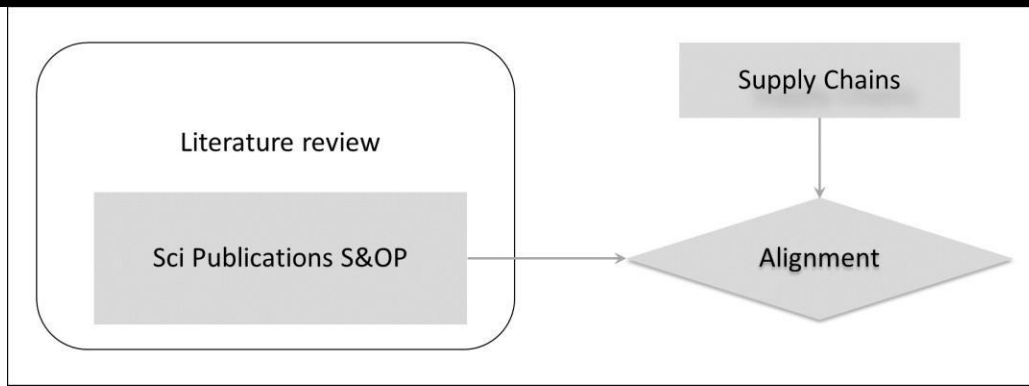 Literature review
Sci Publications S&OP
Supply Chains
Alignment